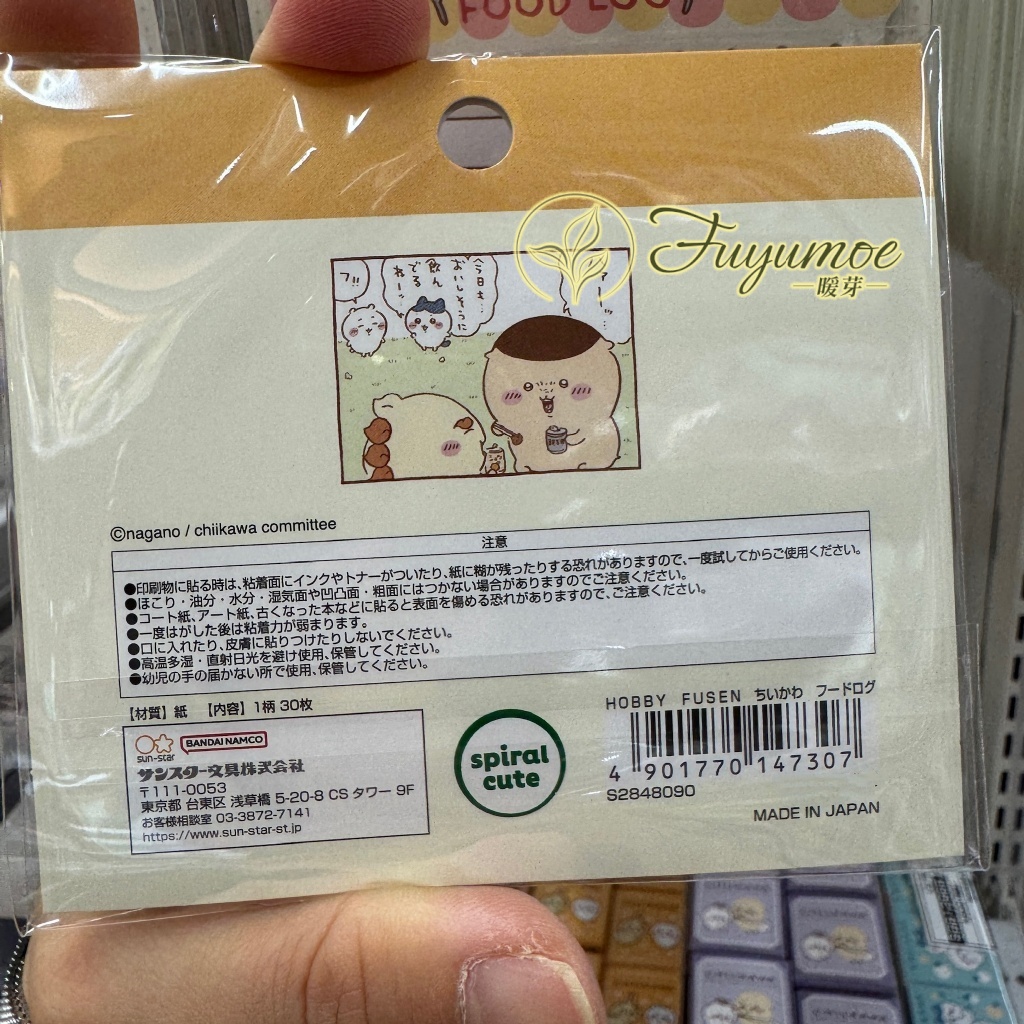 FOOD LOG
Fuyumoe
暖芽
フ!!
今日も…
おいしそうに
飲ん
でる
ねーッ
アー…ッ…
©nagano / chiikawa committee
注意
●印刷物に貼る時は、粘着面にインクやトナーがついたり、紙に糊が残ったりする恐れがありますので、一度試してからご使用ください。
●ほこり・油分・水分・湿気面や凹凸面・粗面にはつかない場合がありますのでご注意ください。
●コート紙、アート紙、古くなった本などに貼ると表面を傷める恐れがありますので、ご注意ください。
●一度はがした後は粘着力が弱まります。
●口に入れたり、皮膚に貼りつけたりしないでください。
●高温多湿・直射日光を避け使用、保管してください。
●幼児の手の届かない所で使用、保管してください。
【材質】紙 【内容】1柄 30枚
sun-star
BANDAI NAMCO
サンスター文具株式会社
〒111-0053
東京都 台東区 浅草橋 5-20-8 CS タワー 9F
お客様相談室 03-3872-7141
https://www.sun-star-st.jp
spiral
cute
HOBBY FUSEN ちいかわ フードログ
4 901770 147307
S2848090
MADE IN JAPAN